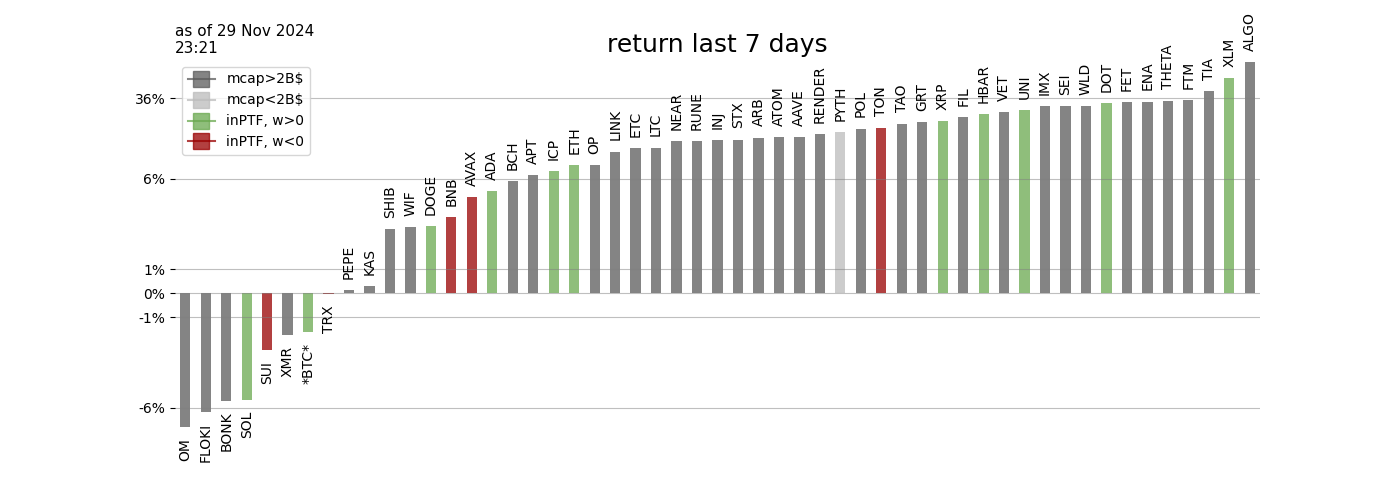 as of 29 Nov 2024
23:21
return last 7 days
mcap>2B$
mcap<2B$
inPTF, w>0
inPTF, w<0
36%
6%
1%
0%
-1%
-6%
OM
FLOKI
BONK
SOL
SUI
XMR
*BTC*
TRX
PEPE
KAS
SHIB
WIF
DOGE
BNB
AVAX
ADA
BCH
APT
ICP
ETH
OP
LINK
ETC
LTC
NEAR
RUNE
INJ
STX
ARB
ATOM
AAVE
RENDER
PYTH
POL
TON
TAO
GRT
XRP
FIL
HBAR
VET
UNI
IMX
SEI
WLD
DOT
FET
ENA
THETA
FTM
TIA
XLM
ALGO